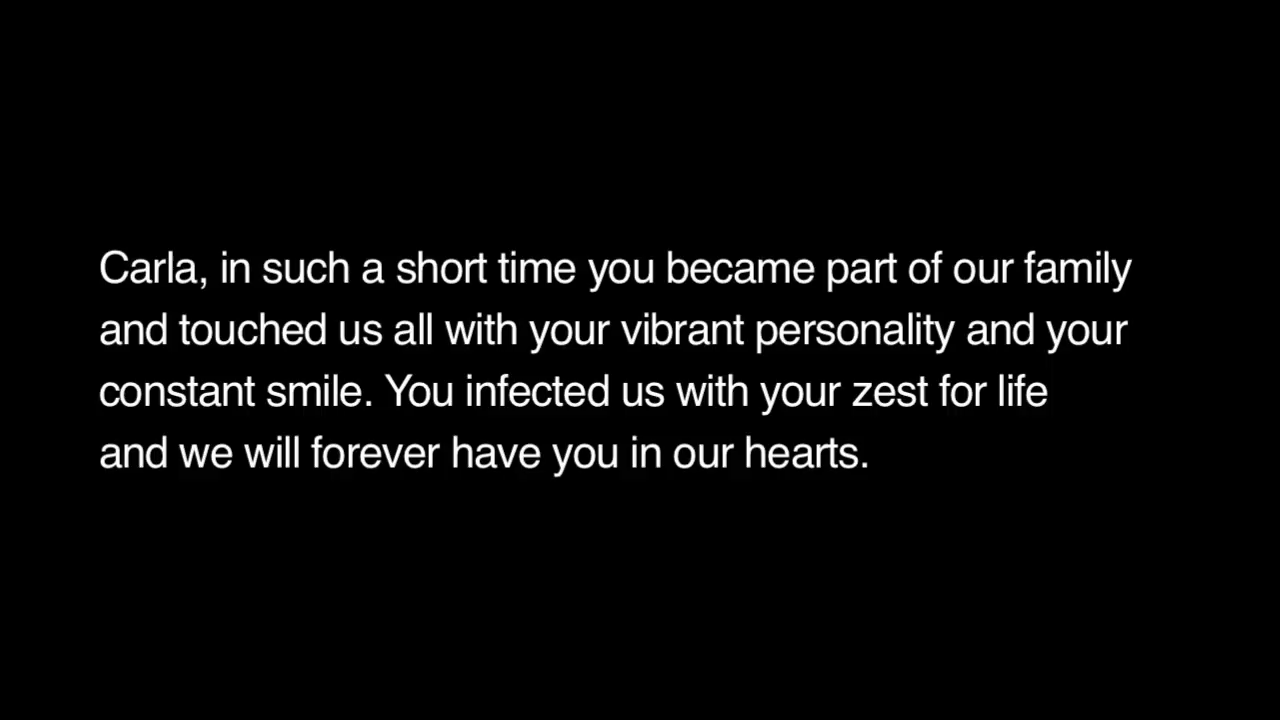 Carla, in such a short time you became part of our family
and touched us all with your vibrant personality and your
constant smile. You infected us with your zest for life
and we will forever have you in our hearts.